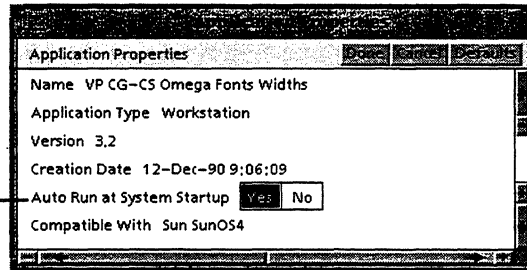 Application Properties Done Cancel Defaults
Name VP CG-CS Omega Fonts Widths
Application Type Workstation
Version 3.2
Creation Date 12-Dec-90 9:06:09
Auto Run at System Startup Yes No
Compatible With Sun SunOS4